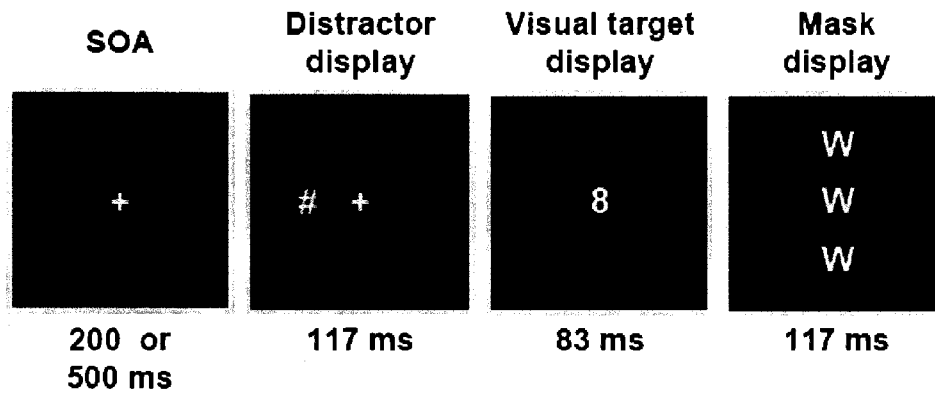 SOA
Distractor
display
Visual target
display
Mask
display
+
# +
8
W
W
W
200 or
500 ms
117 ms
83 ms
117 ms